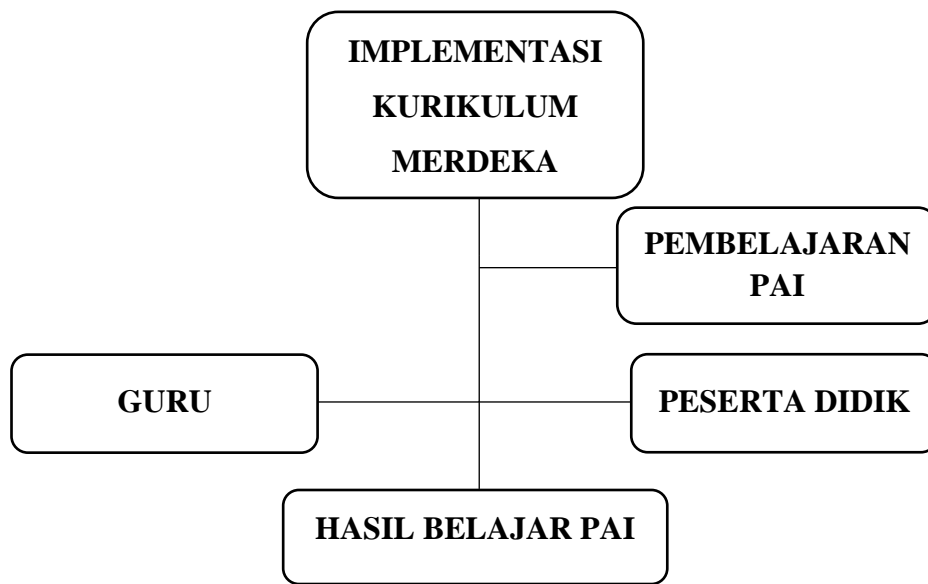 IMPLEMENTASI
KURIKULUM
MERDEKA
PEMBELAJARAN
PAI
GURU
PESERTA DIDIK
HASIL BELAJAR PAI